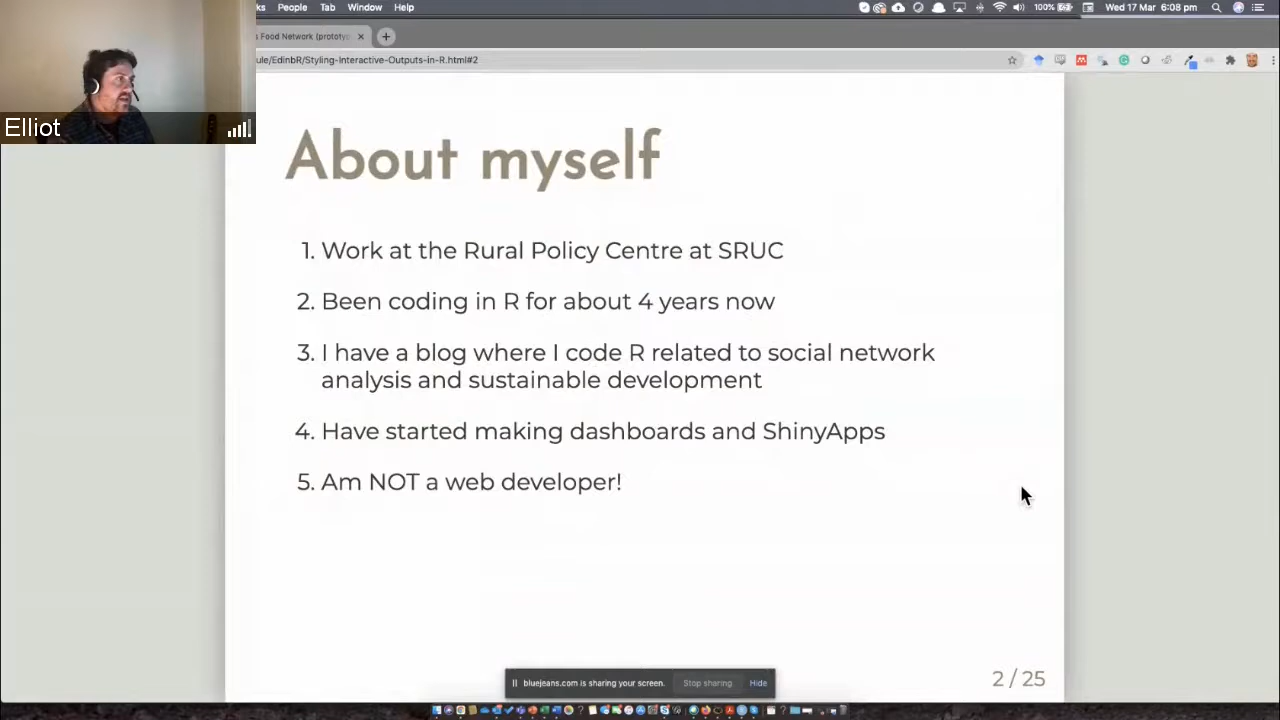 ks People Tab Window Help
100% Wed 17 Mar 6:08 pm
s Food Network (prototyp
ule/EdinbR/Styling-Interactive-Outputs-in-R.html#2
Elliot
About myself
1. Work at the Rural Policy Centre at SRUC
2. Been coding in R for about 4 years now
3. I have a blog where I code R related to social network
analysis and sustainable development
4. Have started making dashboards and ShinyApps
5. Am NOT a web developer!
2 / 25
bluejeans.com is sharing your screen. Stop sharing Hide